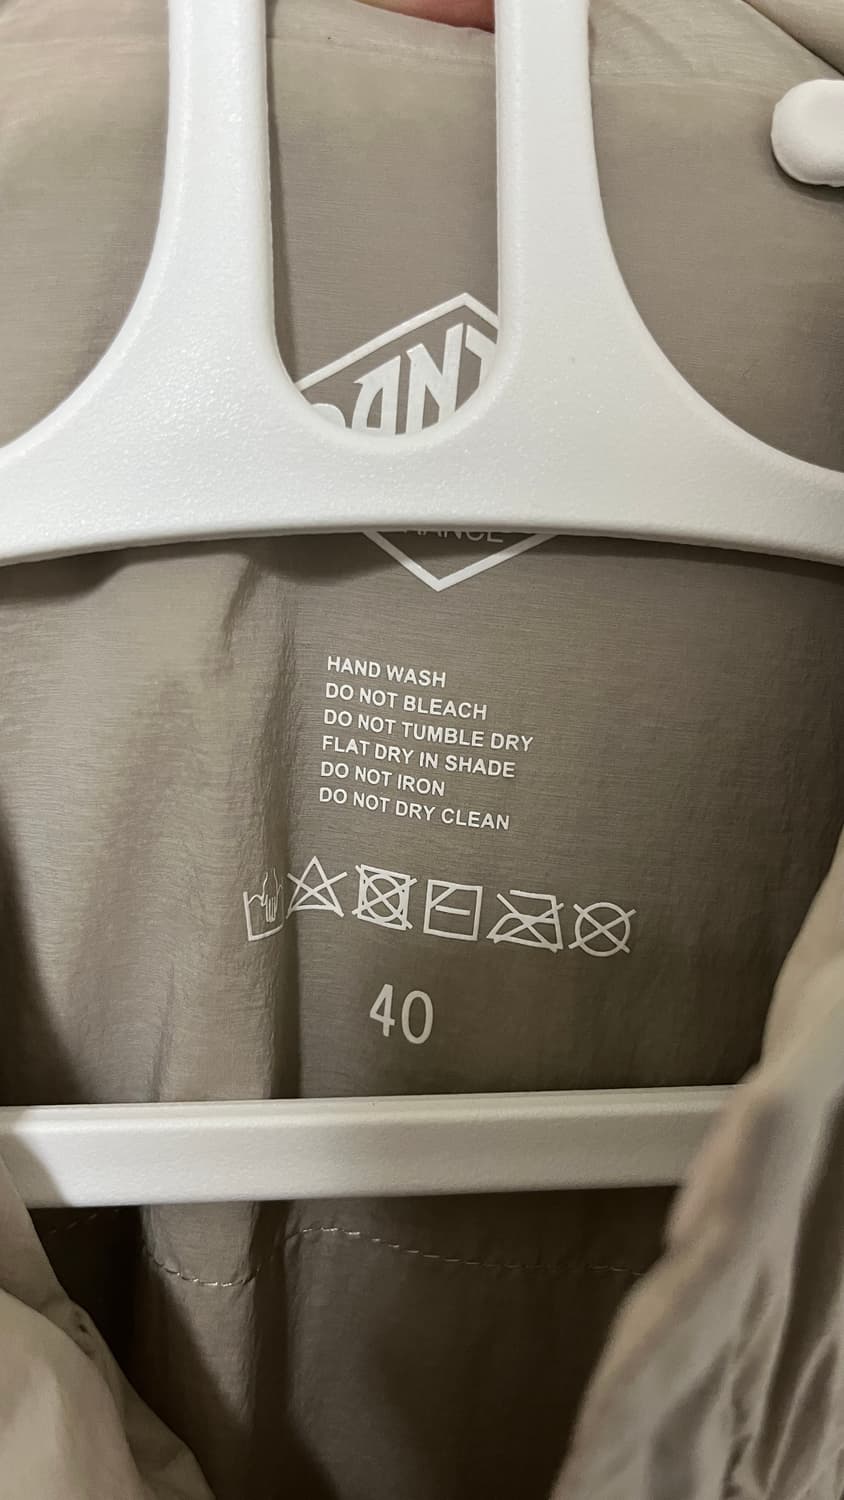 HAND WASH
DO NOT BLEACH
DO NOT TUMBLE DRY
FLAT DRY IN SHADE
DO NOT IRON
DO NOT DRY CLEAN
40